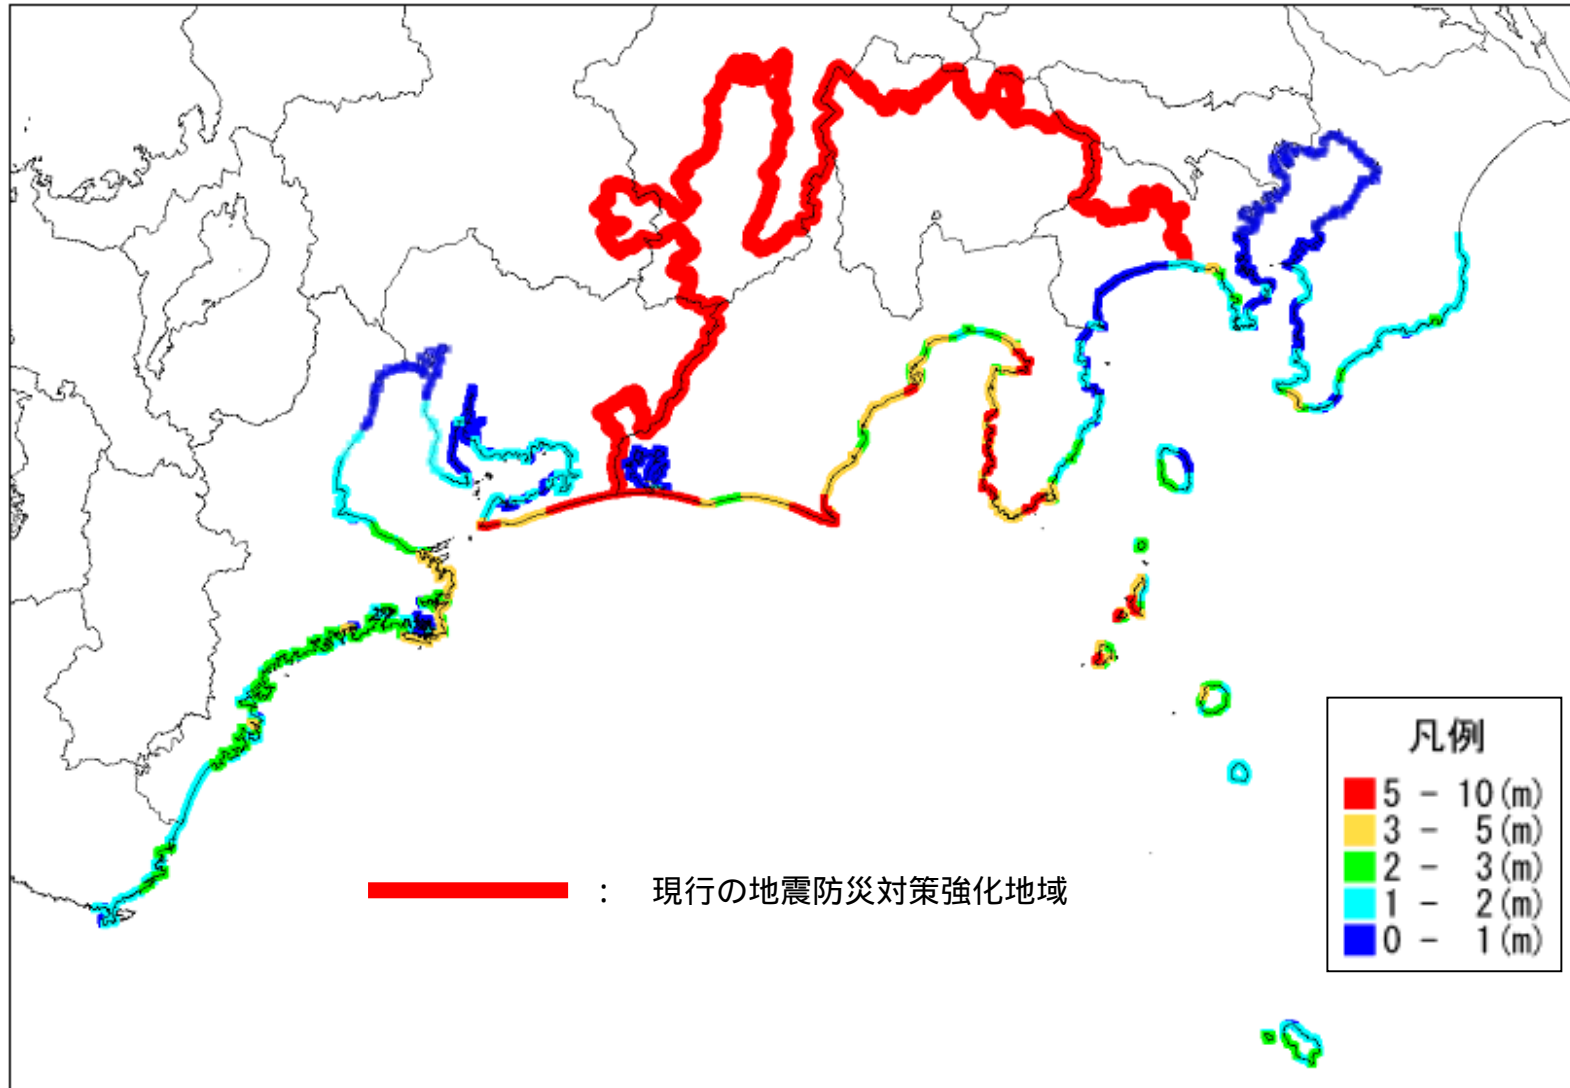 凡例
5 - 10(m)
3 - 5(m)
2 - 3(m)
1 - 2(m)
0 - 1(m)
： 現行の地震防災対策強化地域